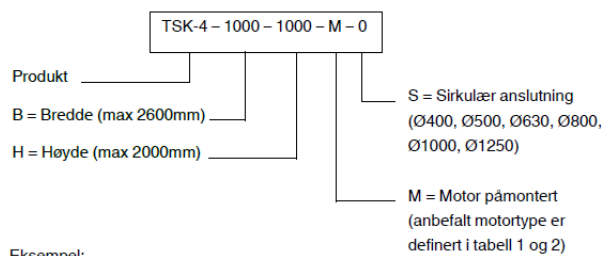 TSK-4 – 1000 – 1000 – M – 0
Produkt
B = Bredde (max 2600mm)
H = Høyde (max 2000mm)
S = Sirkulær anslutning
(Ø400, Ø500, Ø630, Ø800,
Ø1000, Ø1250)
M = Motor påmontert
(anbefalt motortype er
definert i tabell 1 og 2)
Eksempel: